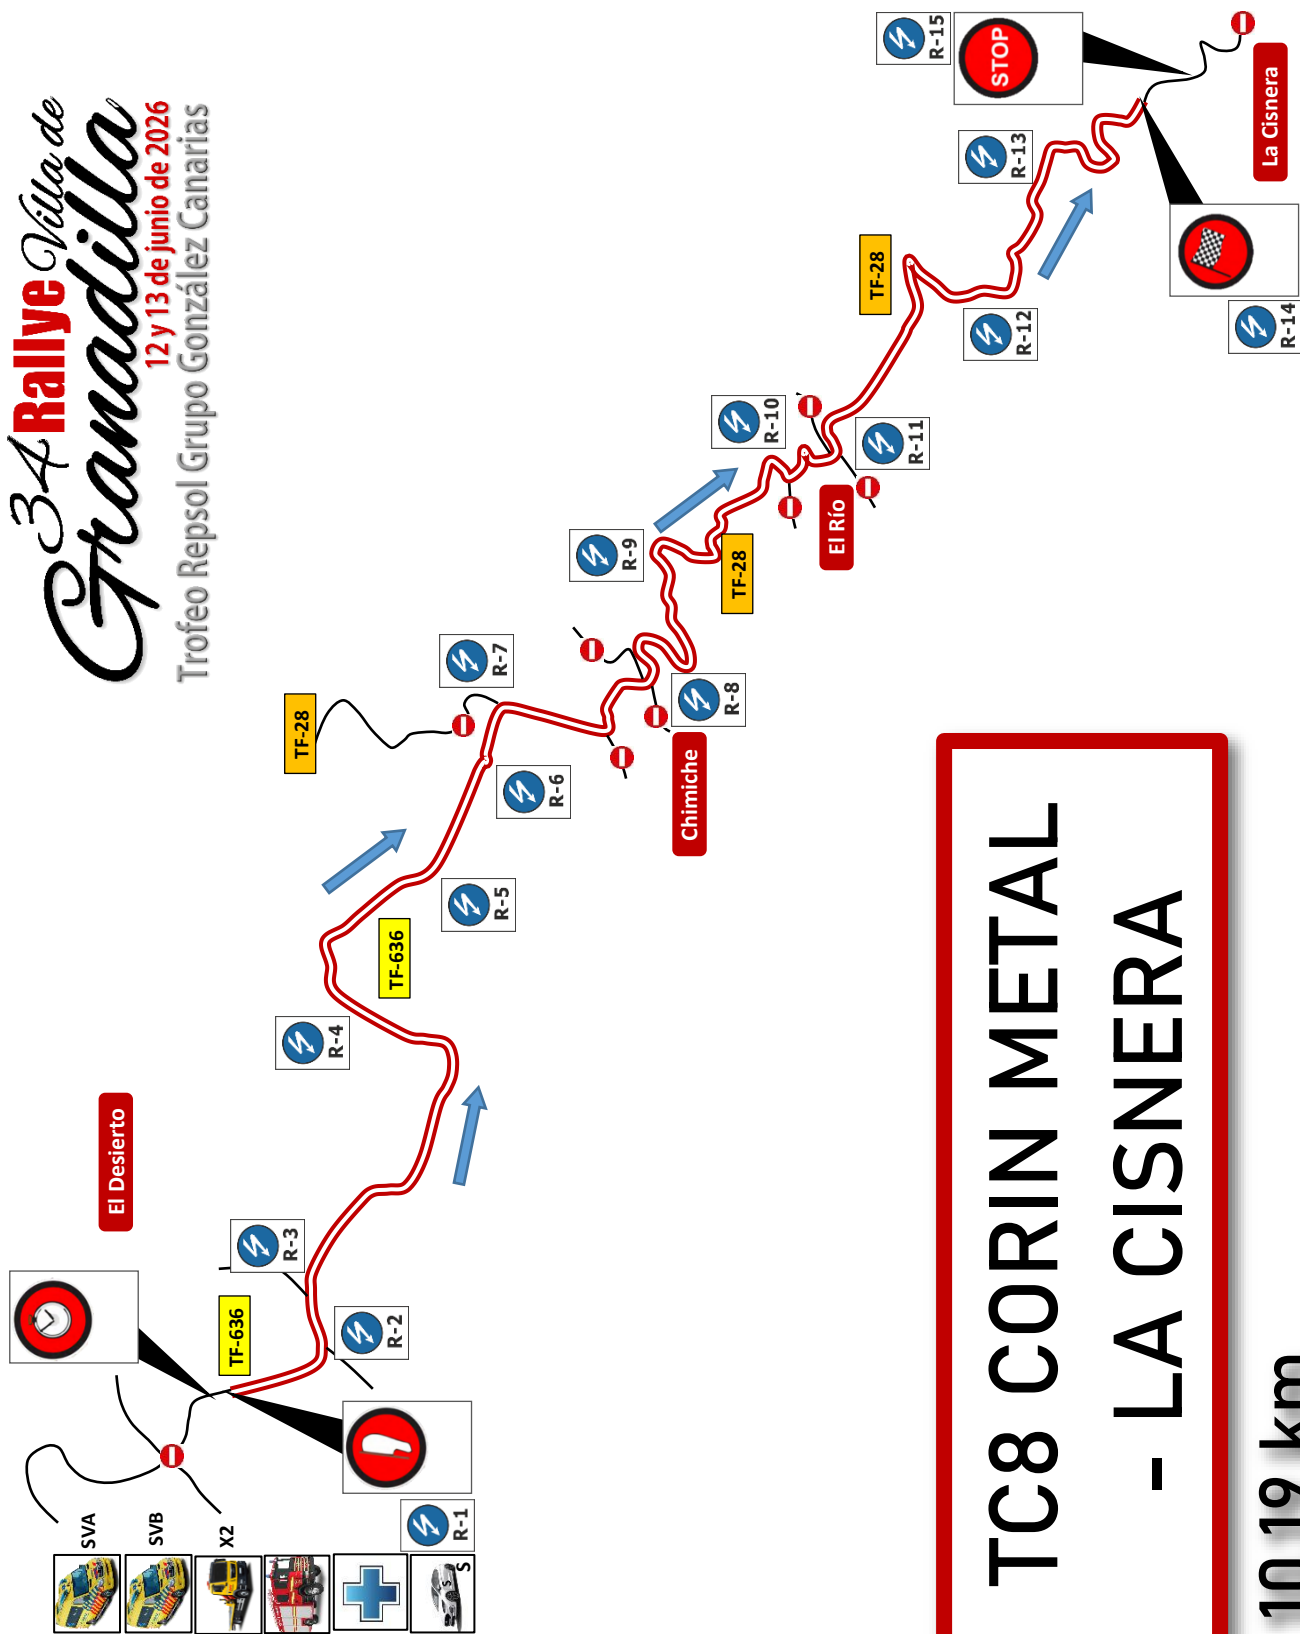 34 Rallye Villa de
Granadilla
12 y 13 de junio de 2026
Trofeo Repsol Grupo González Canarias
SVA
SVB
X2
S
S
R-1
TF-636
R-2
R-3
El Desierto
R-4
TF-636
R-5
R-6
TF-28
R-7
Chimiche
R-8
R-9
TF-28
El Río
R-10
R-11
TF-28
R-12
R-13
R-14
STOP
R-15
La Cisnera
TC8 CORIN METAL
- LA CISNERA
10,19 km